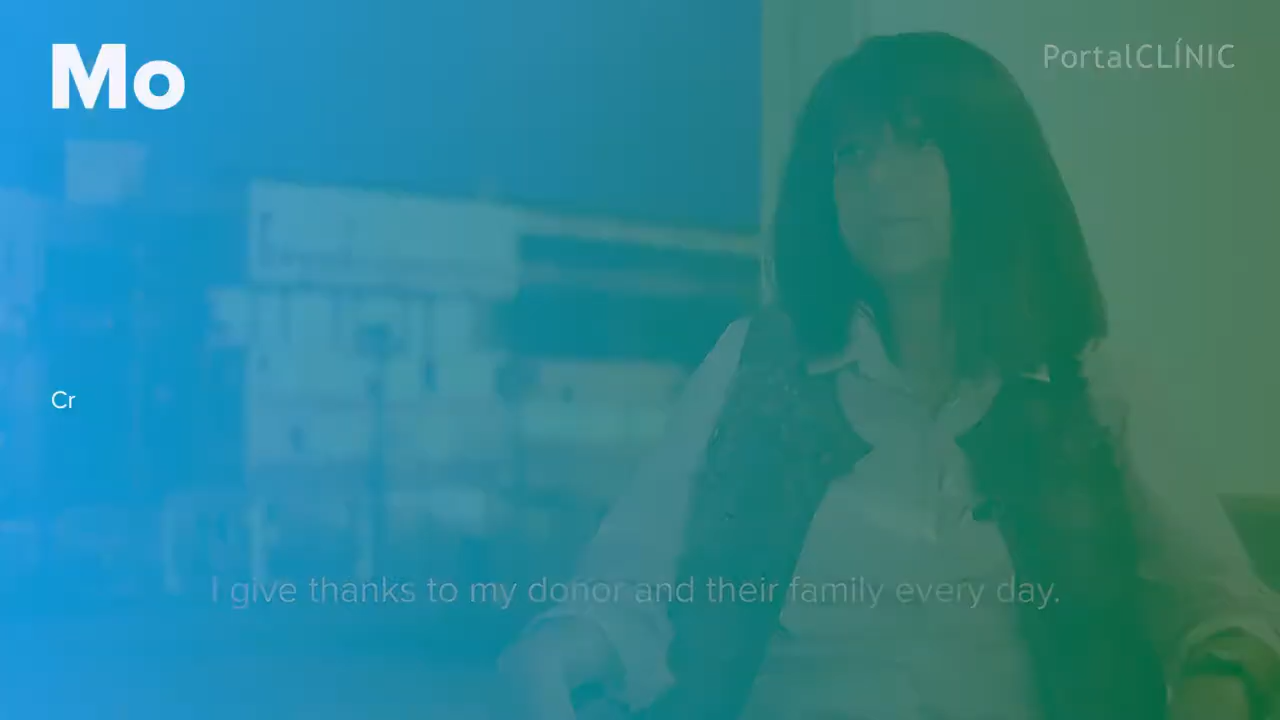 Mo
PortalCLÍNIC
Cr
I give thanks to my donor and their family every day.